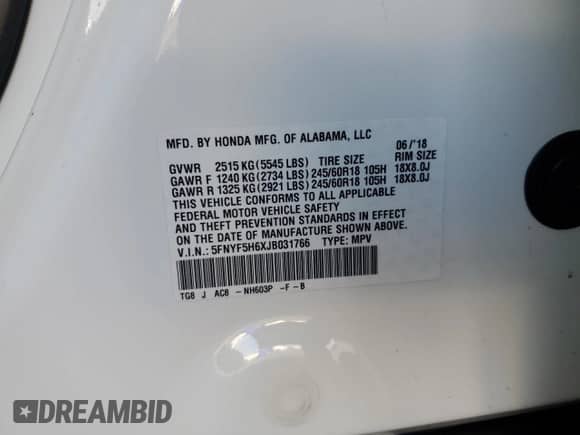 MFD. BY HONDA MFG. OF ALABAMA, LLC 06/'18
GVWR 2515 KG (5545 LBS) TIRE SIZE RIM SIZE
GAWR F 1240 KG (2734 LBS) 245/60R18 105H 18X8.0J
GAWR R 1325 KG (2921 LBS) 245/60R18 105H 18X8.0J
THIS VEHICLE CONFORMS TO ALL APPLICABLE
FEDERAL MOTOR VEHICLE SAFETY
AND THEFT PREVENTION STANDARDS IN EFFECT
ON THE DATE OF MANUFACTURE SHOWN ABOVE.
V.I.N.: 5FNYF5H6XJB031766 TYPE: MPV
TG8 J AC8 - NH603P - F - B
DREAMBID